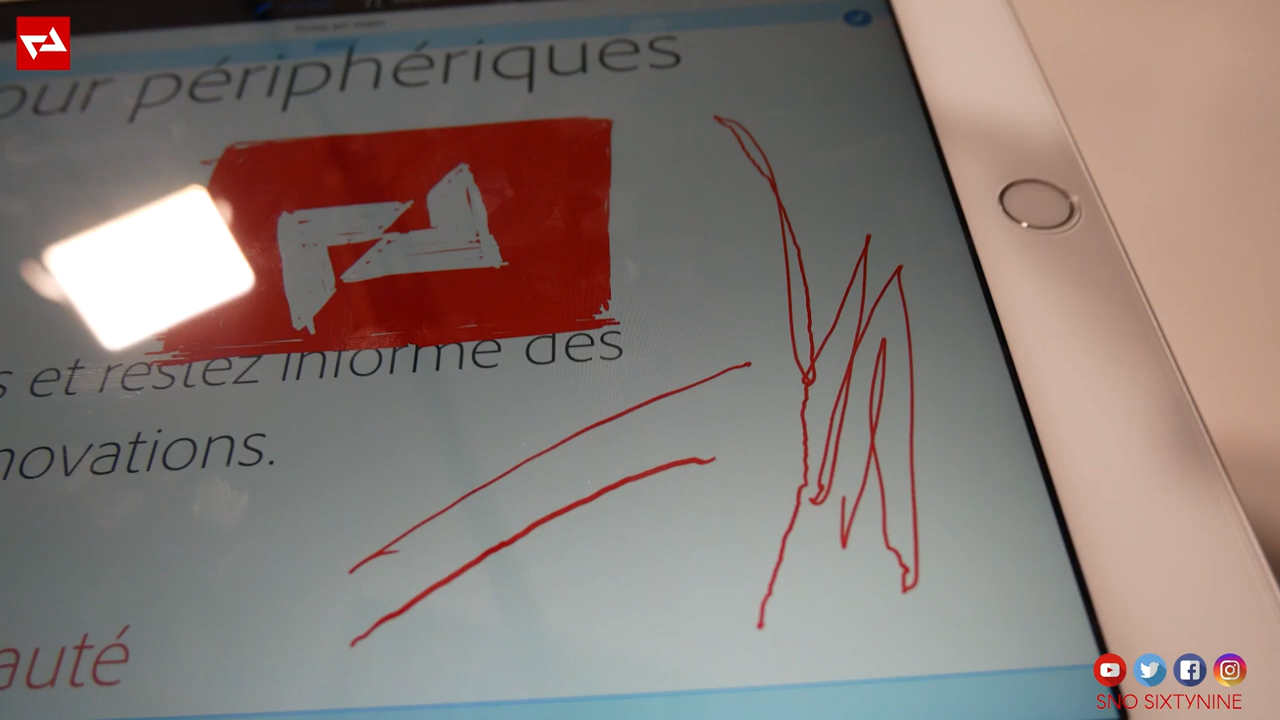 our périphériques
s et restez informé des
novations.
auté
SNO SIXTYNINE